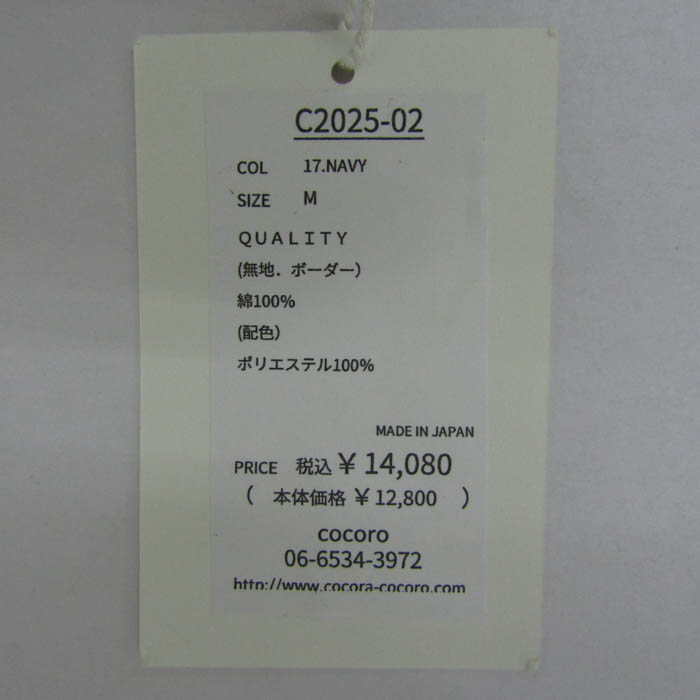 C2025-02
COL 17.NAVY
SIZE M
ＱＵＡＬＩＴＹ
(無地．ボーダー）
綿100%
(配色）
ポリエステル100%
MADE IN JAPAN
PRICE 税込 ￥14,080
（ 本体価格 ￥12,800 ）
cocoro
06-6534-3972
http://www.cocora-cocoro.com